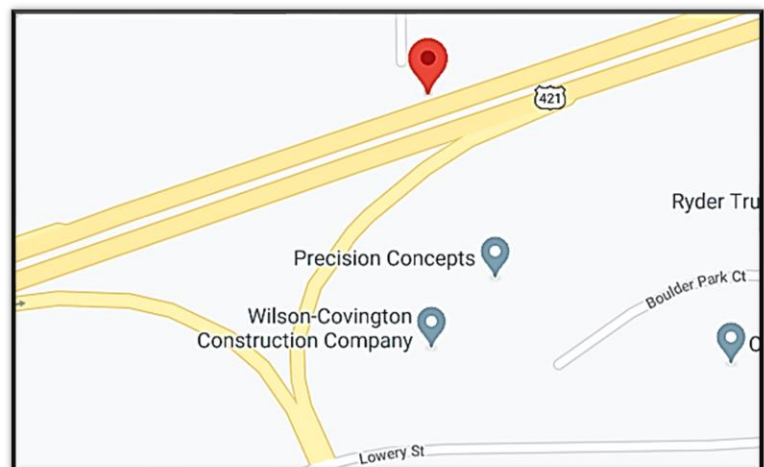 421
Ryder Tru
Precision Concepts
Boulder Park Ct
Wilson-Covington
Construction Company
C
Lowery St